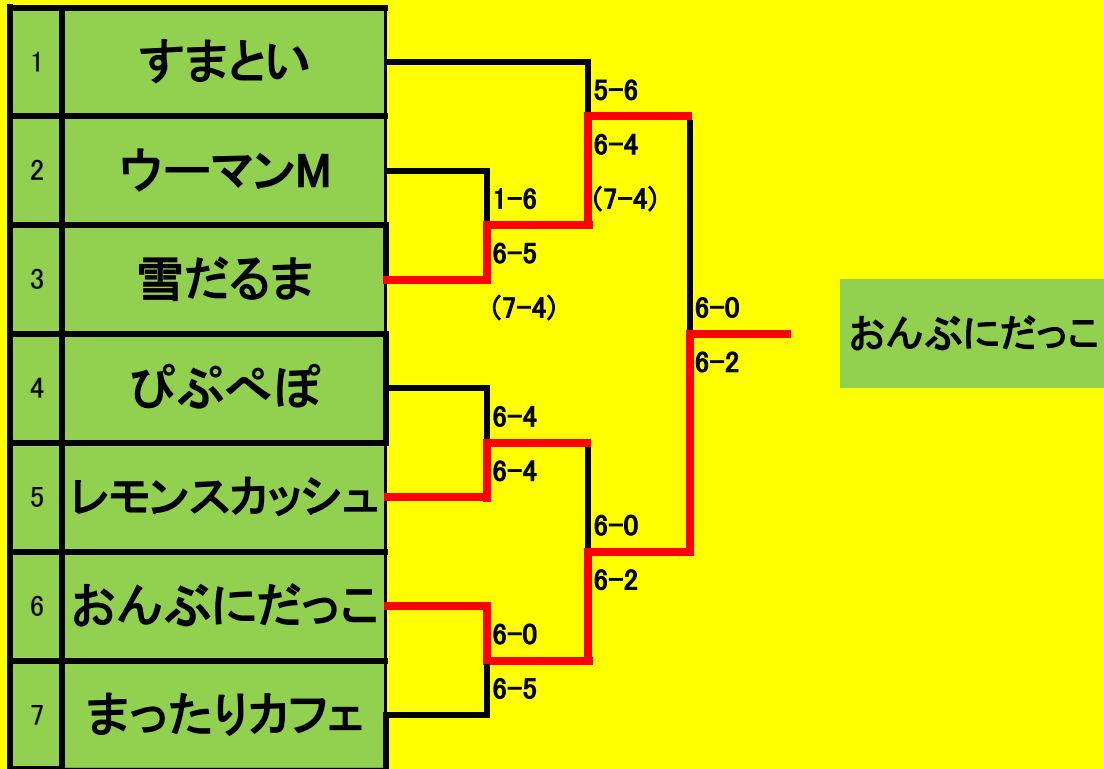 1 すまとい
2 ウーマンM
3 雪だるま
4 ぴぷぺぽ
5 レモンスカッシュ
6 おんぶにだっこ
7 まったりカフェ
1-6
6-5
(7-4)
6-4
6-4
6-0
6-5
5-6
6-4
(7-4)
6-0
6-2
6-0
6-2
おんぶにだっこ